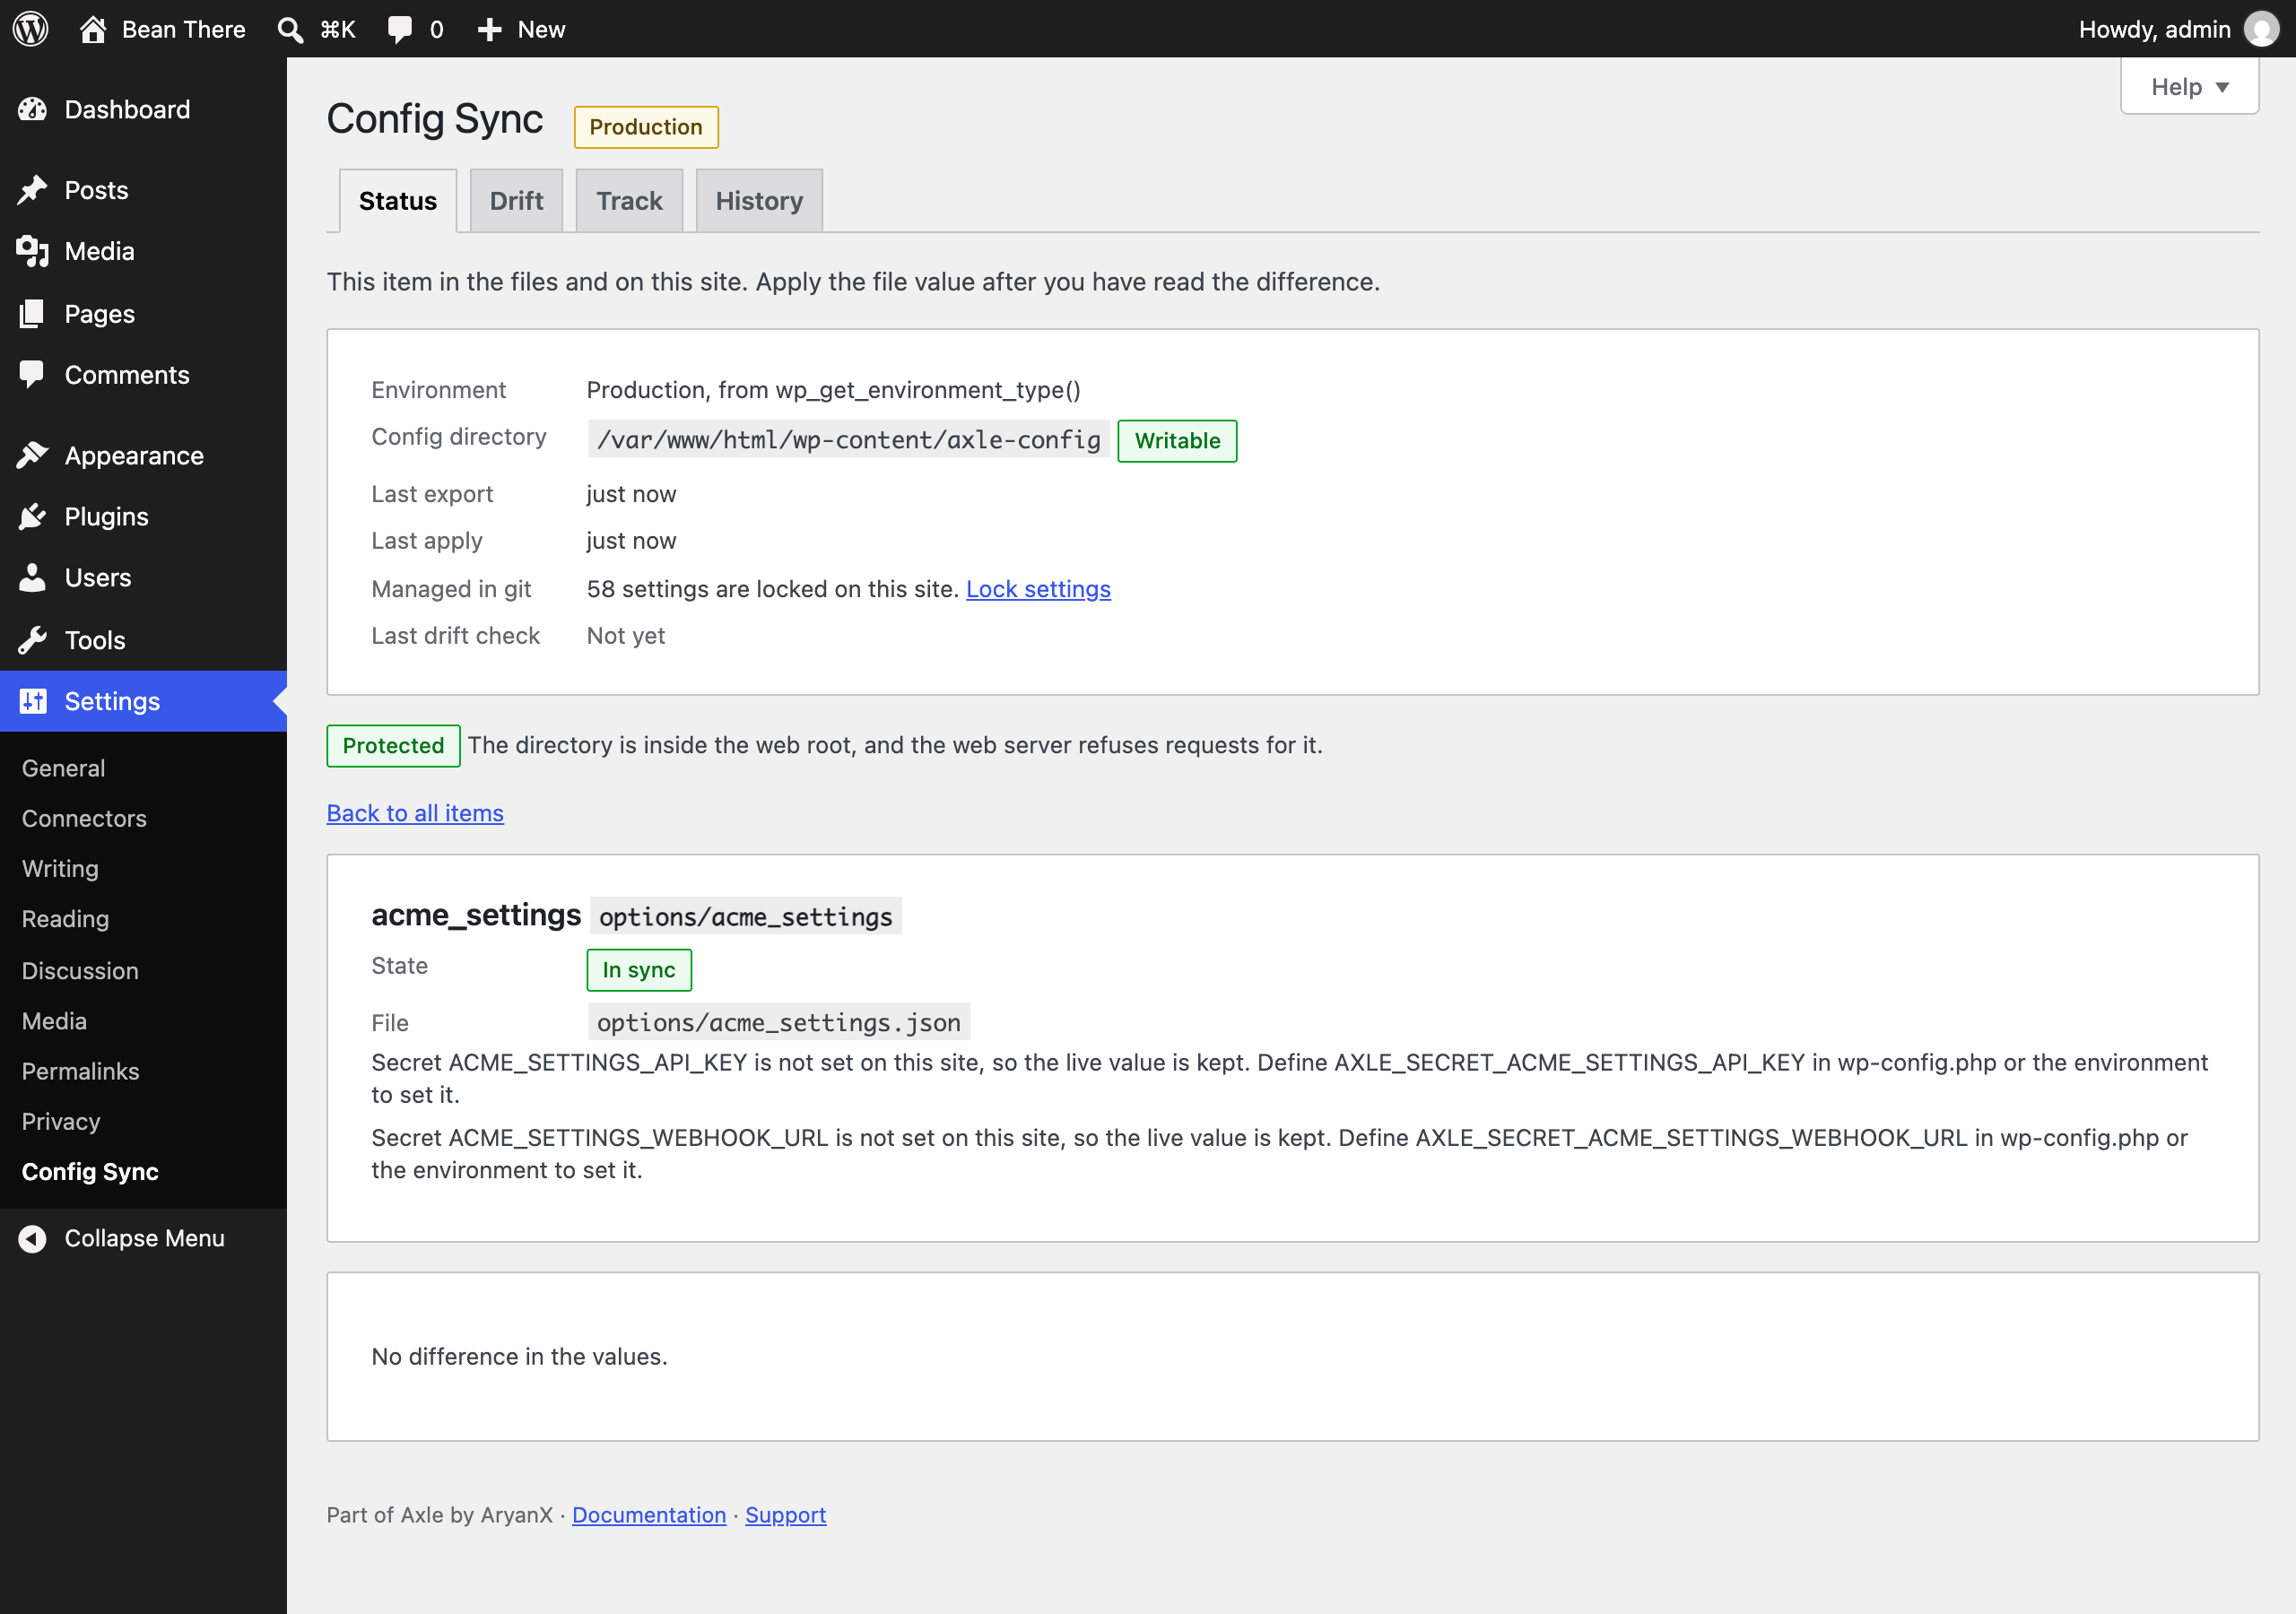 Bean There
⌘K
0
New
Howdy, admin
Help ▼
Dashboard
Posts
Media
Pages
Comments
Appearance
Plugins
Users
Tools
Settings
General
Connectors
Writing
Reading
Discussion
Media
Permalinks
Privacy
Config Sync
Collapse Menu
Config Sync Production
Status Drift Track History
This item in the files and on this site. Apply the file value after you have read the difference.
Environment Production, from wp_get_environment_type()
Config directory /var/www/html/wp-content/axle-config Writable
Last export just now
Last apply just now
Managed in git 58 settings are locked on this site. Lock settings
Last drift check Not yet
Protected The directory is inside the web root, and the web server refuses requests for it.
Back to all items
acme_settings options/acme_settings
State In sync
File options/acme_settings.json
Secret ACME_SETTINGS_API_KEY is not set on this site, so the live value is kept. Define AXLE_SECRET_ACME_SETTINGS_API_KEY in wp-config.php or the environment
to set it.
Secret ACME_SETTINGS_WEBHOOK_URL is not set on this site, so the live value is kept. Define AXLE_SECRET_ACME_SETTINGS_WEBHOOK_URL in wp-config.php or
the environment to set it.
No difference in the values.
Part of Axle by AryanX · Documentation · Support